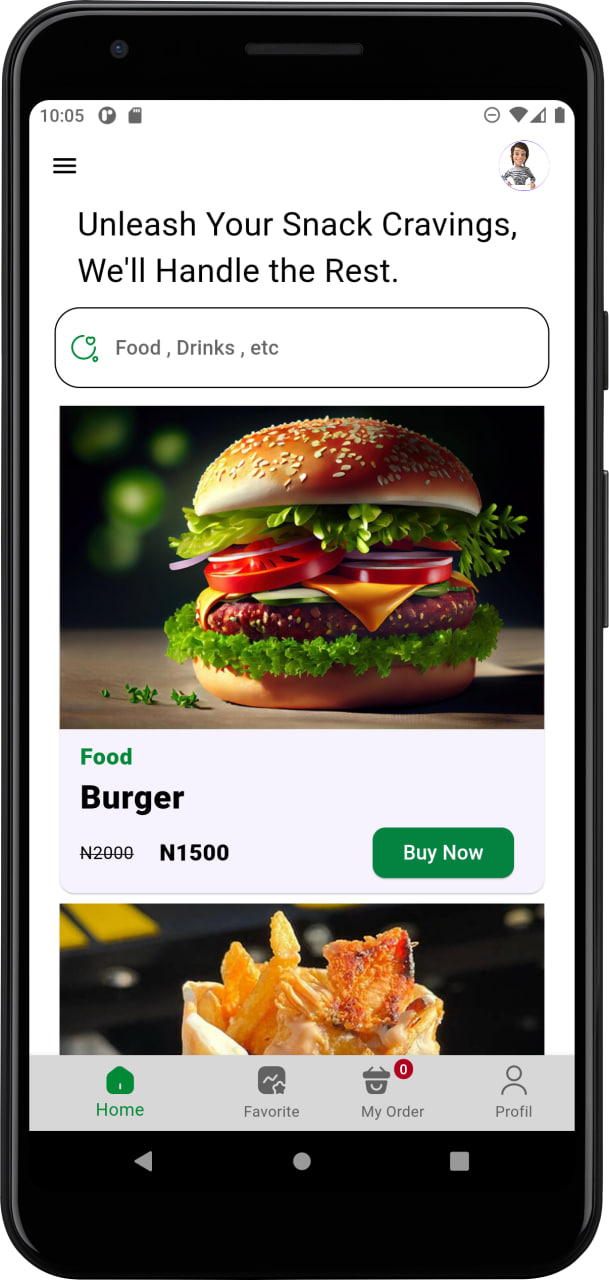 10:05
Unleash Your Snack Cravings,
We'll Handle the Rest.
Food , Drinks , etc
Food
Burger
N2000 N1500 Buy Now
0
Home Favorite My Order Profil